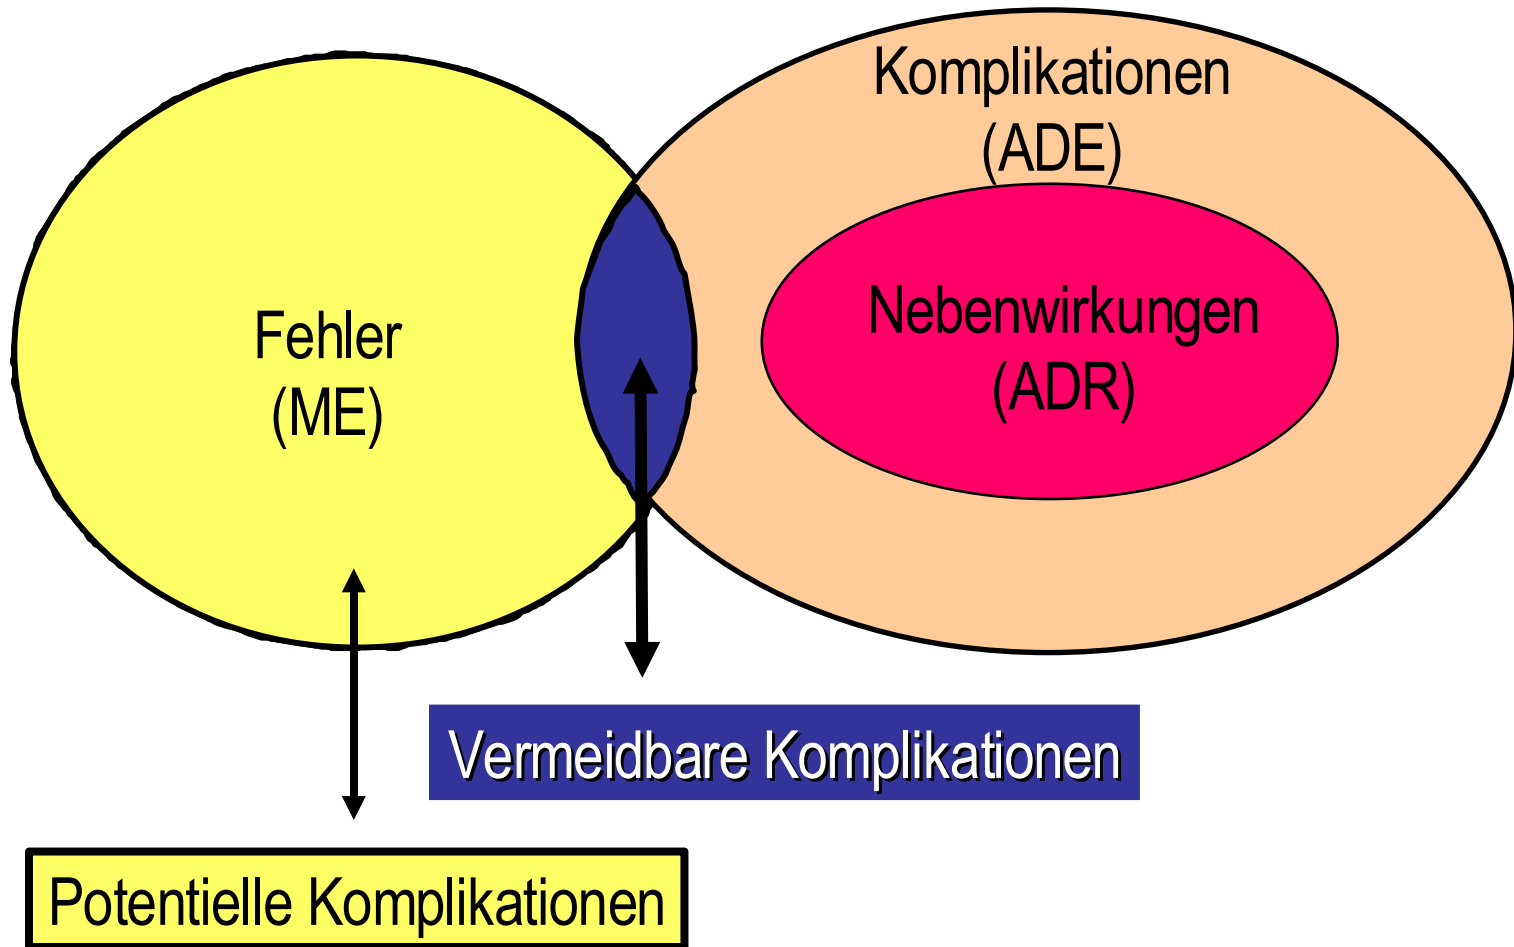 Komplikationen
(ADE)
Nebenwirkungen
(ADR)
Fehler
(ME)
Vermeidbare Komplikationen
Potentielle Komplikationen